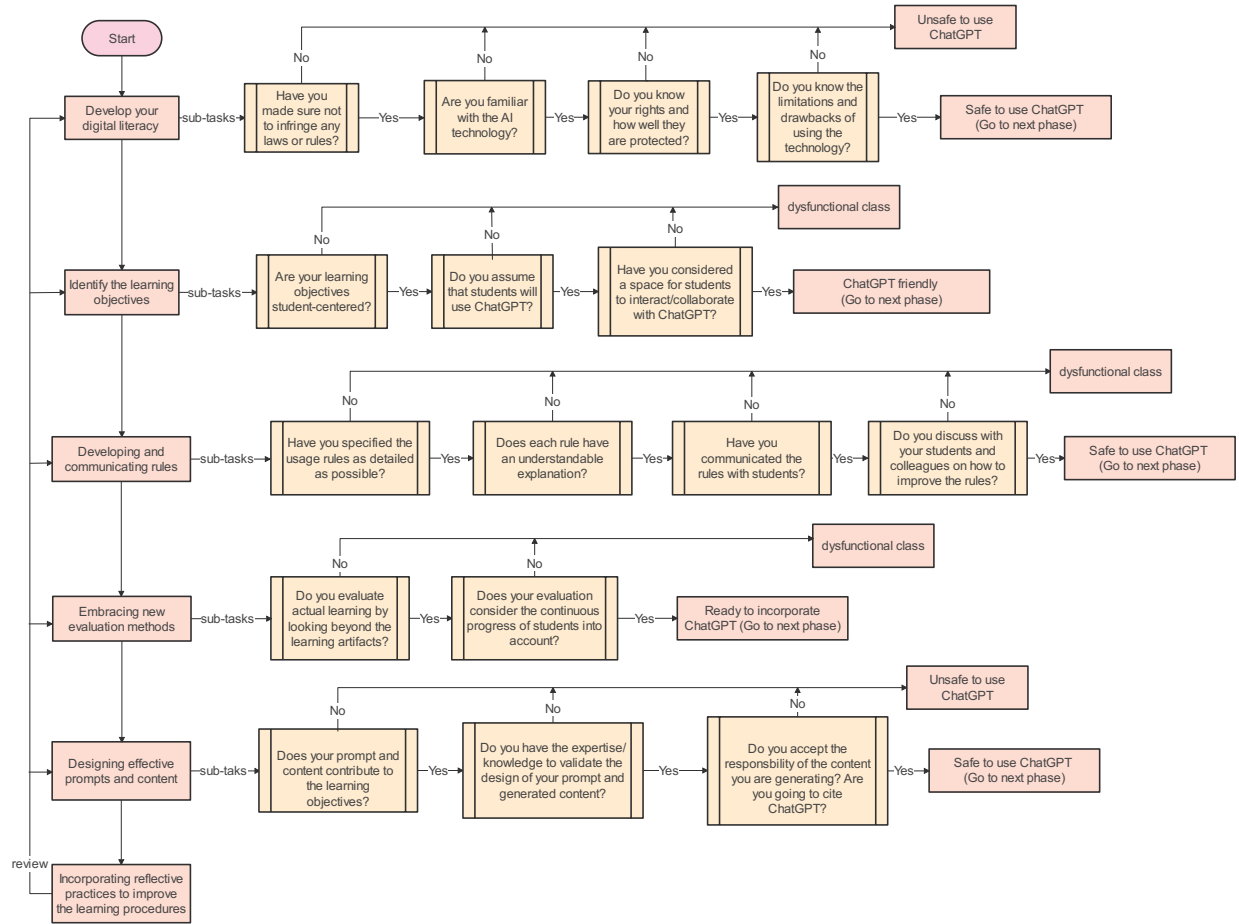 Start
Unsafe to use
ChatGPT
No
No
No
No
Develop your
digital literacy
sub-tasks
Have you
made sure not
to infringe any
laws or rules?
Yes
Are you familiar
with the AI
technology?
Yes
Do you know
your rights and
how well they
are protected?
Yes
Do you know the
limitations and
drawbacks of
using the
technology?
Yes
Safe to use ChatGPT
(Go to next phase)
dysfunctional class
No
No
No
Identify the learning
objectives
sub-tasks
Are your learning
objectives
student-centered?
Yes
Do you assume
that students will
use ChatGPT?
Yes
Have you considered
a space for students
to interact/collaborate
with ChatGPT?
Yes
ChatGPT friendly
(Go to next phase)
dysfunctional class
No
No
No
No
Developing and
communicating rules
sub-tasks
Have you specified the
usage rules as detailed
as possible?
Yes
Does each rule have
an understandable
explanation?
Yes
Have you
communicated the
rules with students?
Yes
Do you discuss with
your students and
colleagues on how to
improve the rules?
Yes
Safe to use ChatGPT
(Go to next phase)
dysfunctional class
No
No
Embracing new
evaluation methods
sub-tasks
Do you evaluate
actual learning by
looking beyond the
learning artifacts?
Yes
Does your evaluation
consider the continuous
progress of students into
account?
Yes
Ready to incorporate
ChatGPT (Go to next phase)
Unsafe to use
ChatGPT
No
No
No
Designing effective
prompts and content
sub-taks
Does your prompt and
content contribute to
the learning
objectives?
Yes
Do you have the expertise/
knowledge to validate the
design of your prompt and
generated content?
Yes
Do you accept the
responsbility of the content
you are generating? Are
you going to cite
ChatGPT?
Yes
Safe to use ChatGPT
(Go to next phase)
review
Incorporating reflective
practices to improve
the learning procedures